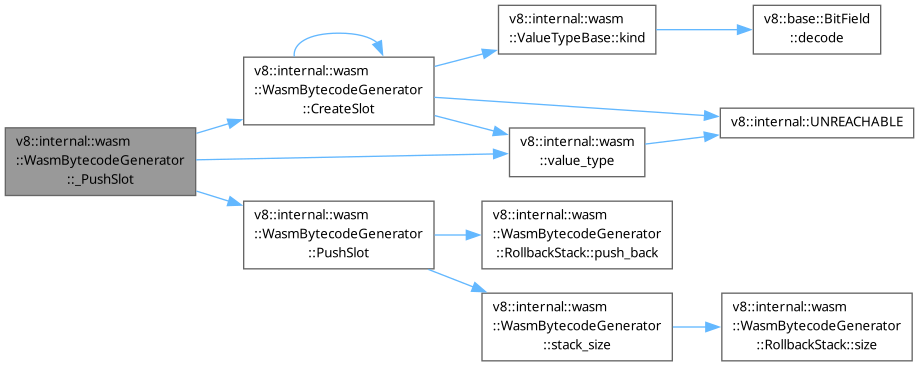 v8::internal::wasm
::WasmBytecodeGenerator
::_PushSlot
v8::internal::wasm
::WasmBytecodeGenerator
::CreateSlot
v8::internal::wasm
::ValueTypeBase::kind
v8::base::BitField
::decode
v8::internal::UNREACHABLE
v8::internal::wasm
::value_type
v8::internal::wasm
::WasmBytecodeGenerator
::PushSlot
v8::internal::wasm
::WasmBytecodeGenerator
::RollbackStack::push_back
v8::internal::wasm
::WasmBytecodeGenerator
::stack_size
v8::internal::wasm
::WasmBytecodeGenerator
::RollbackStack::size